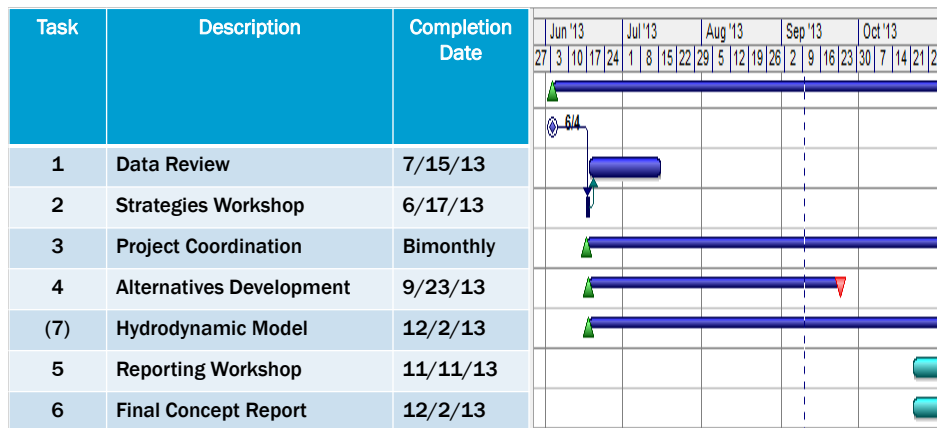 Task Description Completion Date
Jun '13 Jul '13 Aug '13 Sep '13 Oct '13
27 3 10 17 24 1 8 15 22 29 5 12 19 26 2 9 16 23 30 7 14 21
6/4
1 Data Review 7/15/13
2 Strategies Workshop 6/17/13
3 Project Coordination Bimonthly
4 Alternatives Development 9/23/13
(7) Hydrodynamic Model 12/2/13
5 Reporting Workshop 11/11/13
6 Final Concept Report 12/2/13